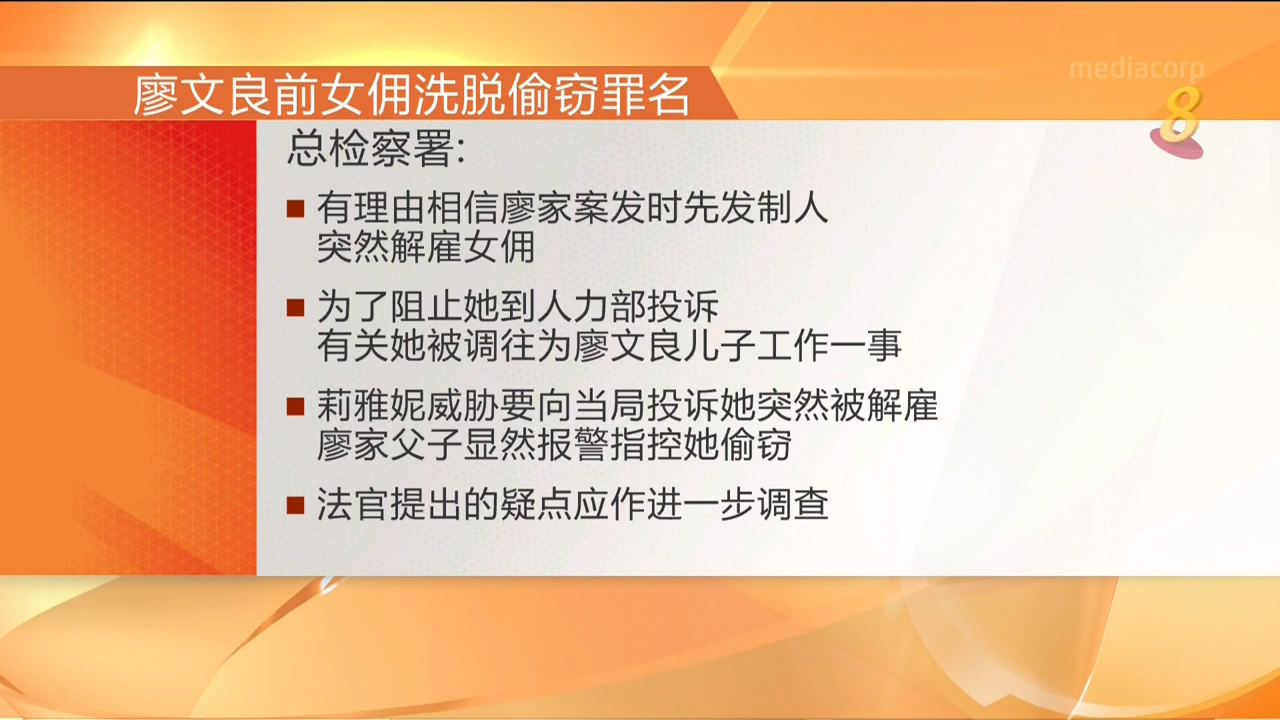 mediacorp
8
廖文良前女佣洗脱偷窃罪名
总检察署:
有理由相信廖家案发时先发制人
突然解雇女佣
为了阻止她到人力部投诉
有关她被调往为廖文良儿子工作一事
莉雅妮威胁要向当局投诉她突然被解雇
廖家父子显然报警指控她偷窃
法官提出的疑点应作进一步调查